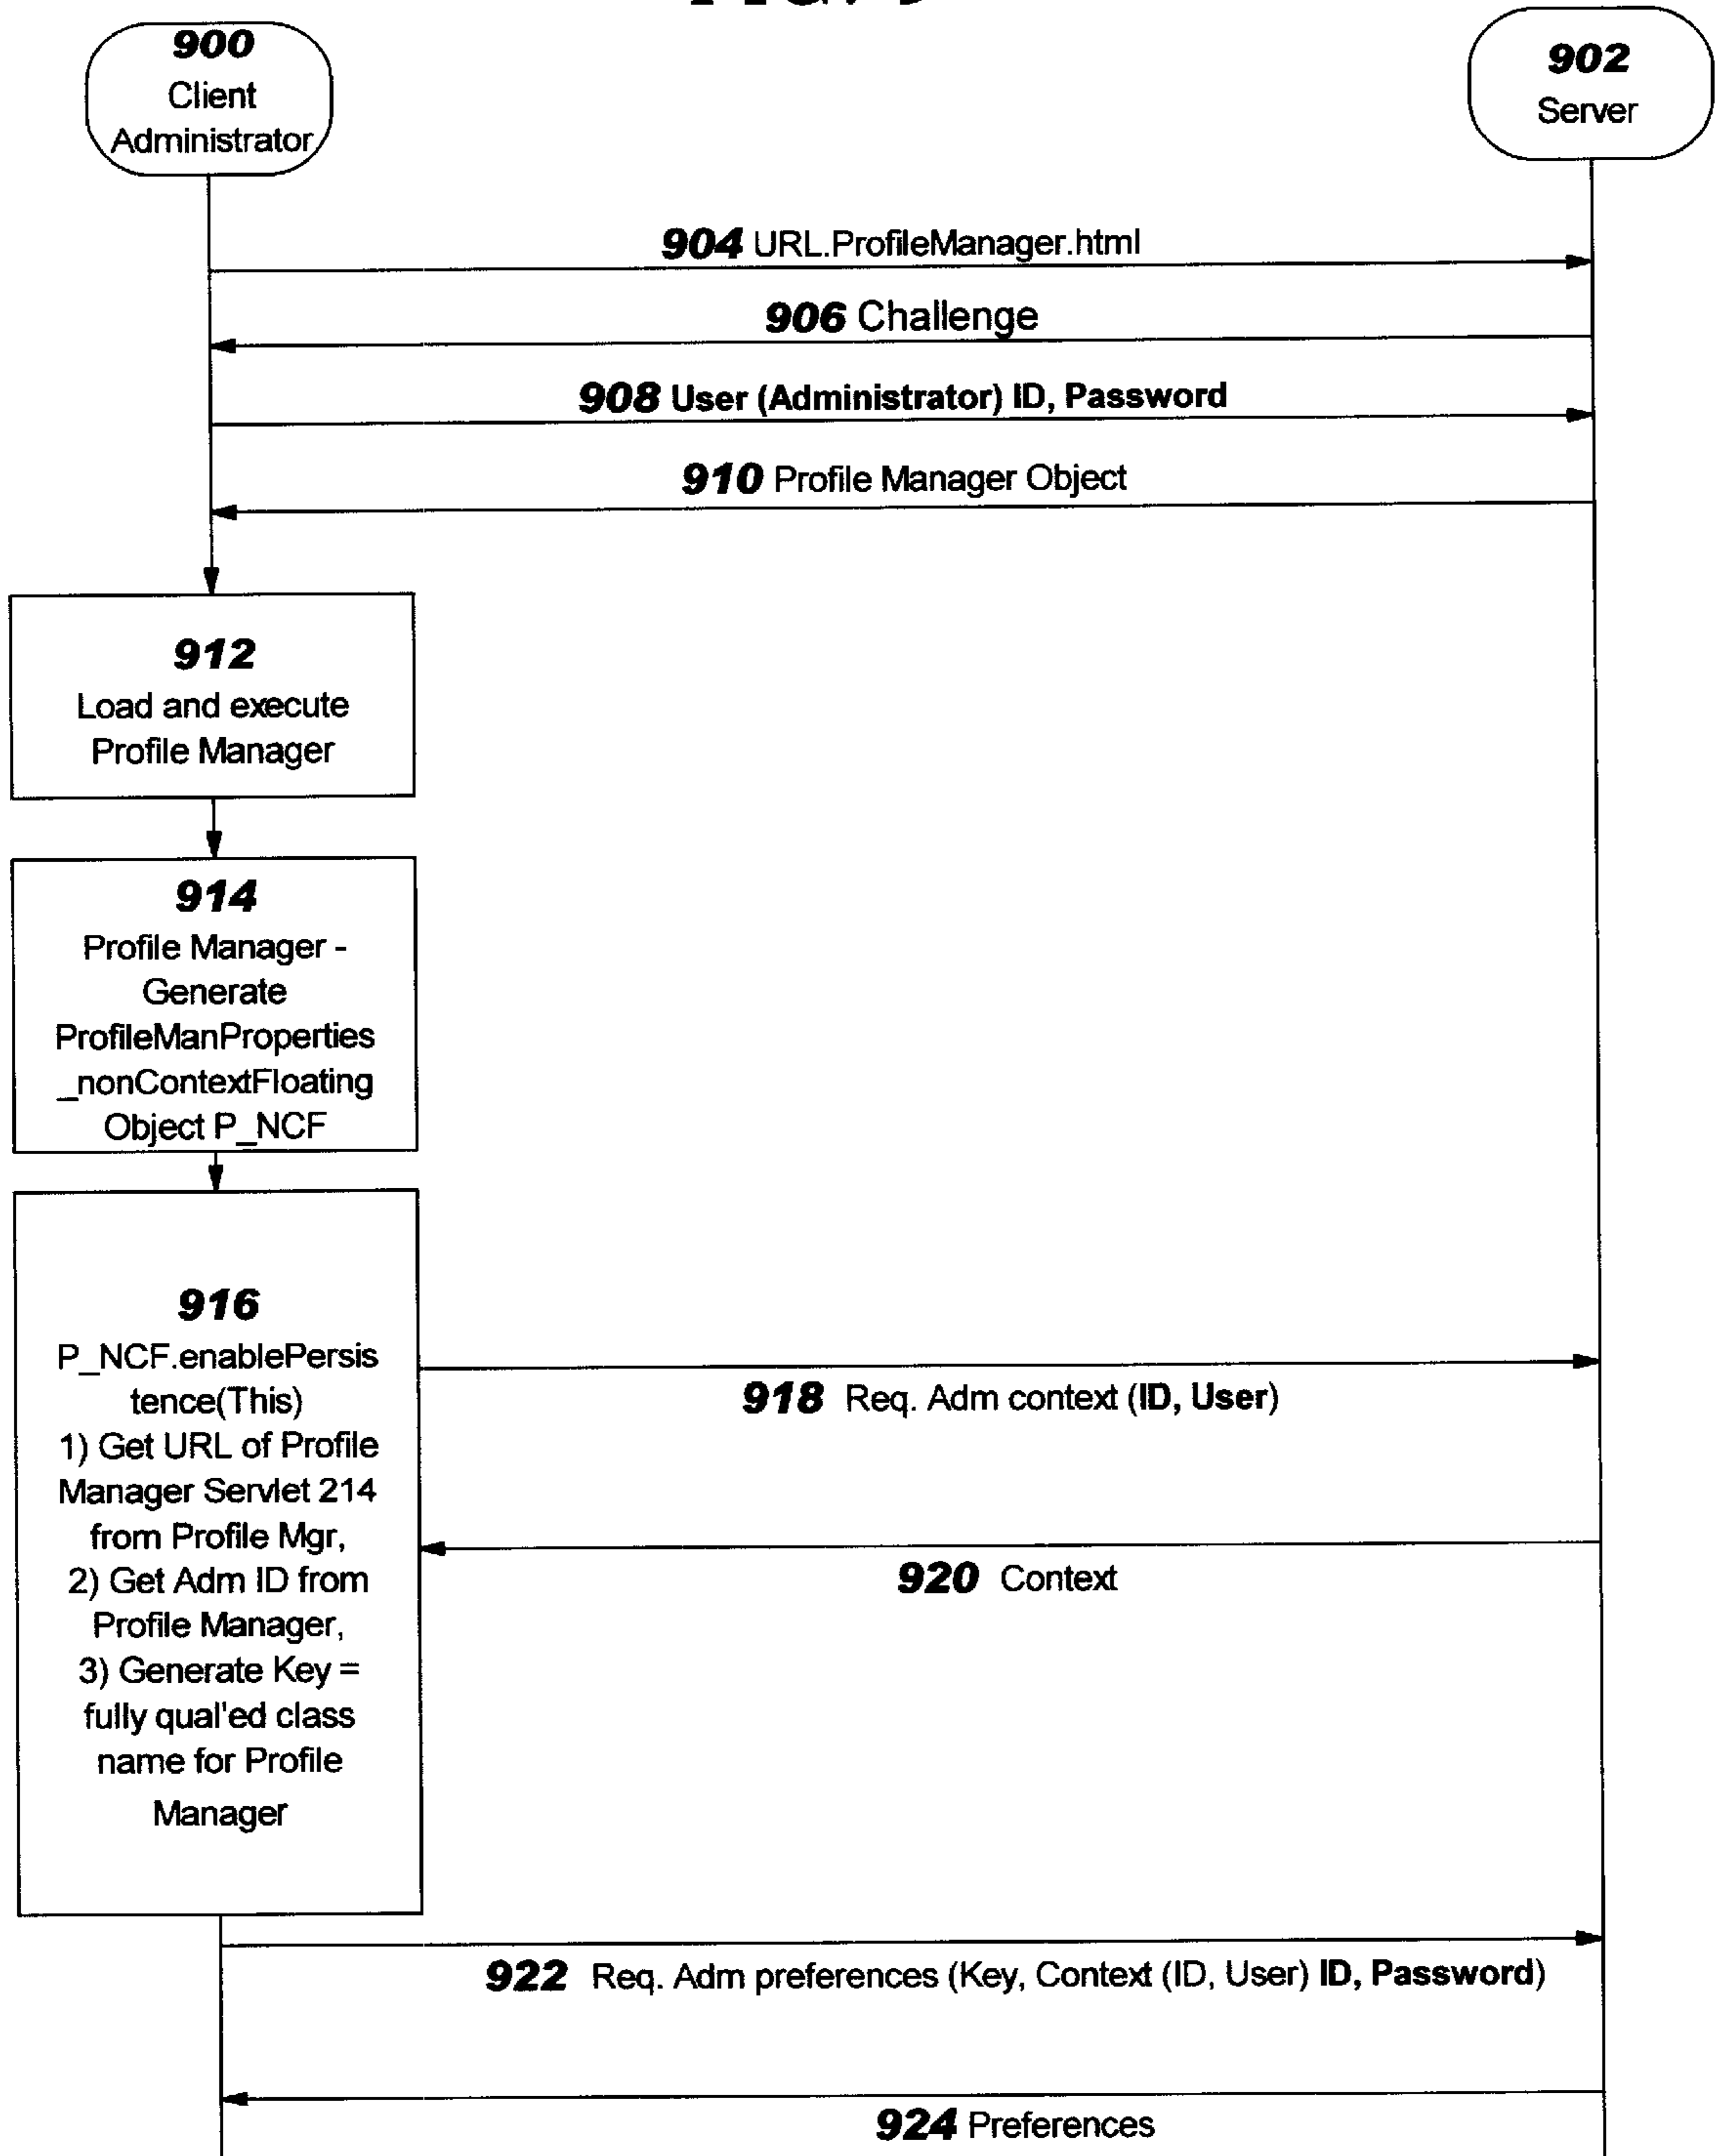 900
Client
Administrator
902
Server
904 URL.ProfileManager.html
906 Challenge
908 User (Administrator) ID, Password
910 Profile Manager Object
912
Load and execute
Profile Manager
914
Profile Manager -
Generate
ProfileManProperties
_nonContextFloating
Object P_NCF
916
P_NCF.enablePersis
tence(This)
1) Get URL of Profile
Manager Servlet 214
from Profile Mgr,
2) Get Adm ID from
Profile Manager,
3) Generate Key =
fully qual'ed class
name for Profile
Manager
918 Req. Adm context (ID, User)
920 Context
922 Req. Adm preferences (Key, Context (ID, User) ID, Password)
924 Preferences